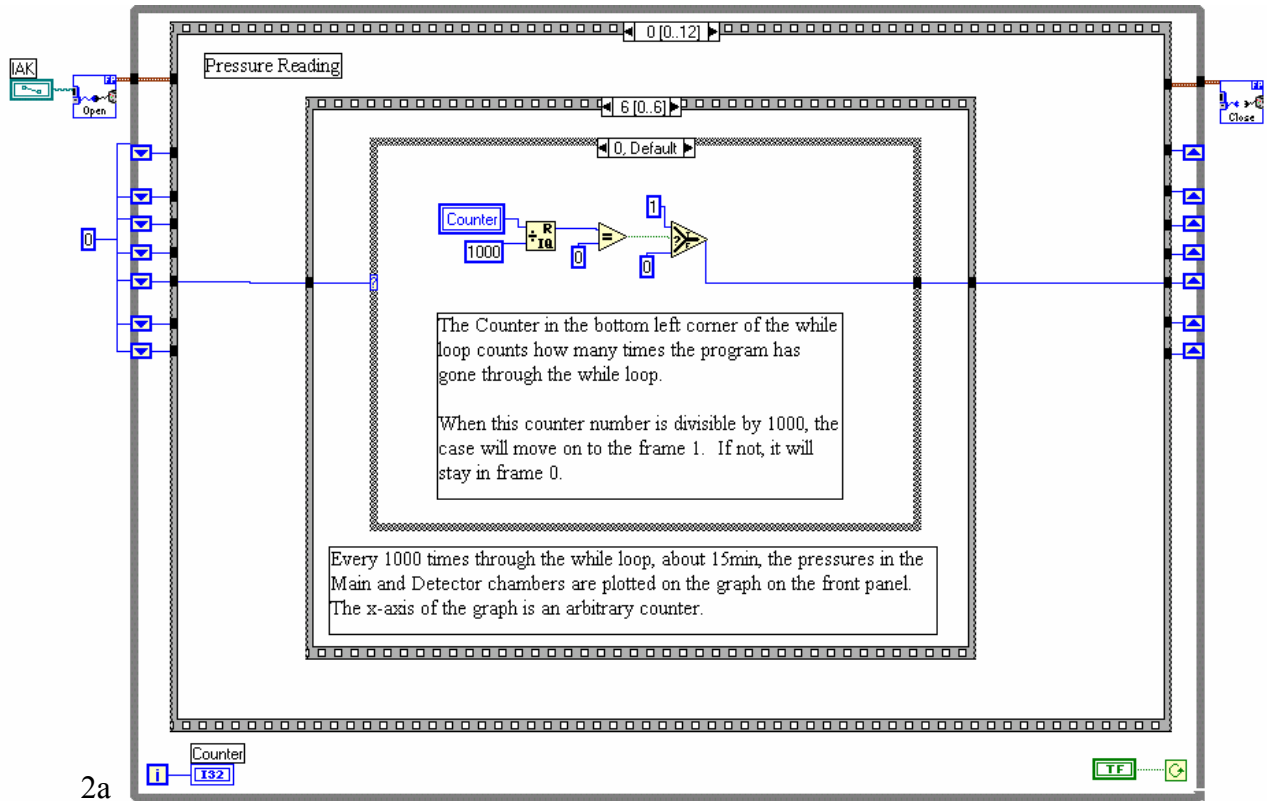 0 [0..12]
IAK
Pressure Reading
FP
Open
FP
Close
6 [0..6]
0, Default
0
Counter
1000
R
IQ
0
=
1
0
?
T
F
?
The Counter in the bottom left corner of the while
loop counts how many times the program has
gone through the while loop.
When this counter number is divisible by 1000, the
case will move on to the frame 1.  If not, it will
stay in frame 0.
Every 1000 times through the while loop, about 15min, the pressures in the
Main and Detector chambers are plotted on the graph on the front panel.
The x-axis of the graph is an arbitrary counter.
Counter
i
I32
TF
2a